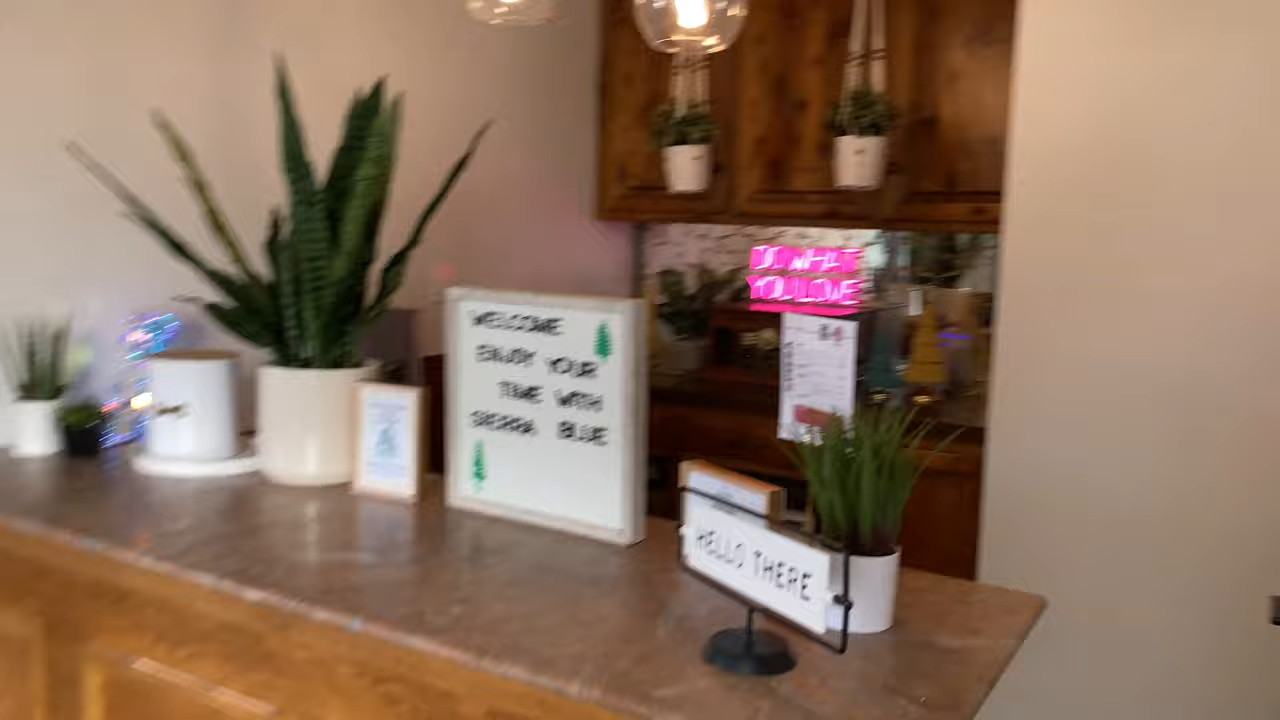 WELCOME
ENJOY YOUR
TIME WITH
SIERRA BLUE
DO WHAT
YOU LOVE
HELLO THERE